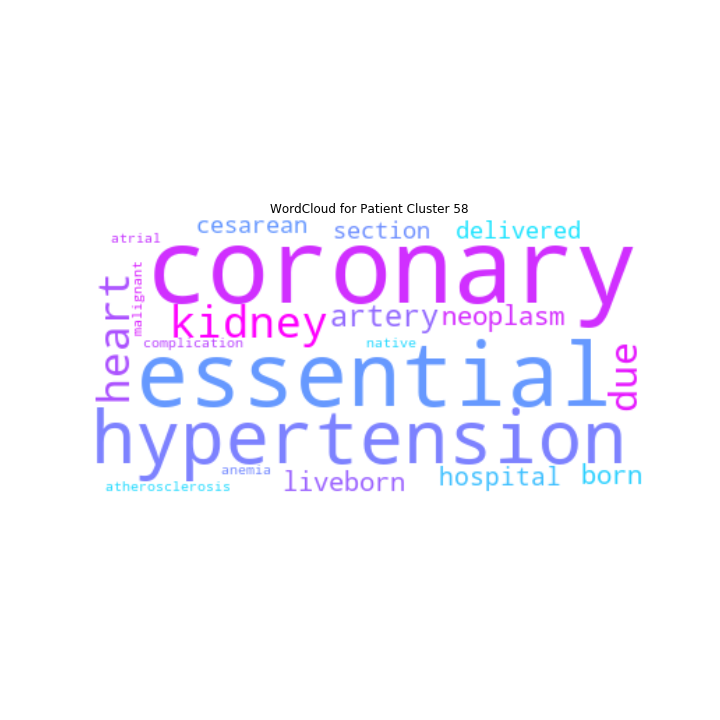 WordCloud for Patient Cluster 58
cesarean section delivered
atrial
coronary
heart
malignant
kidney artery neoplasm
complication native
essential
due
hypertension
anemia
atherosclerosis
liveborn hospital born